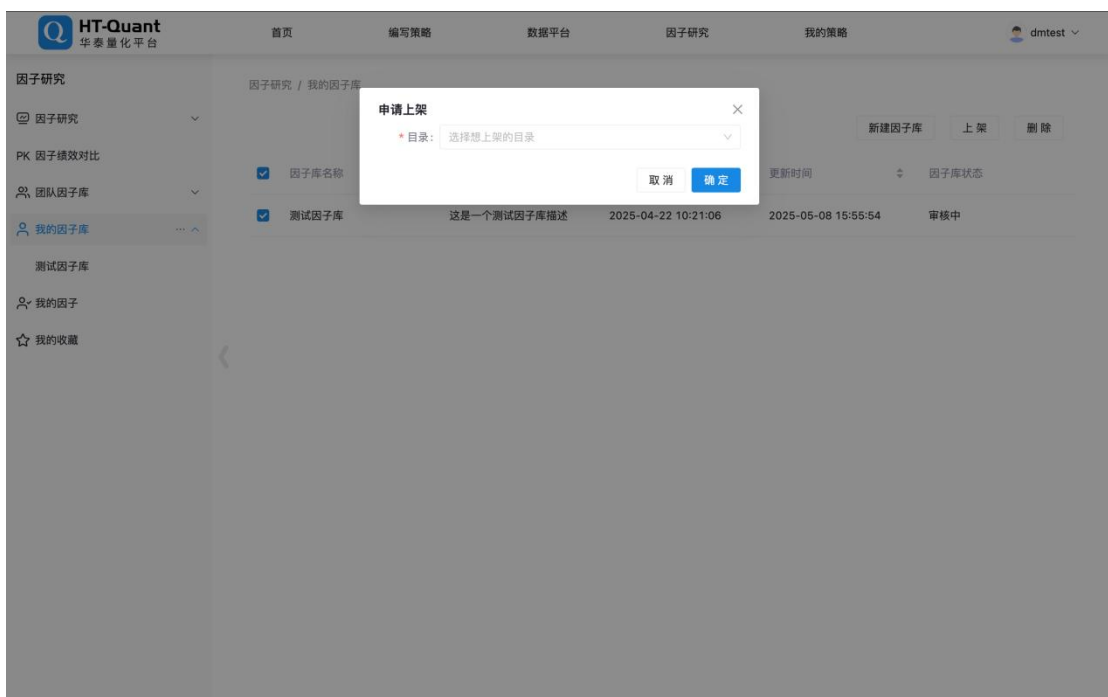 HT-Quant
华泰量化平台
首页 编写策略 数据平台 因子研究 我的策略 dmtest
因子研究
因子研究 / 我的因子库
申请上架
* 目录: 选择想上架的目录
取消 确定
因子研究
新建因子库 上架 删除
PK 因子绩效对比
因子库名称 更新时间 因子库状态
团队因子库
测试因子库 这是一个测试因子库描述 2025-04-22 10:21:06 2025-05-08 15:55:54 审核中
我的因子库 ...
测试因子库
我的因子
我的收藏